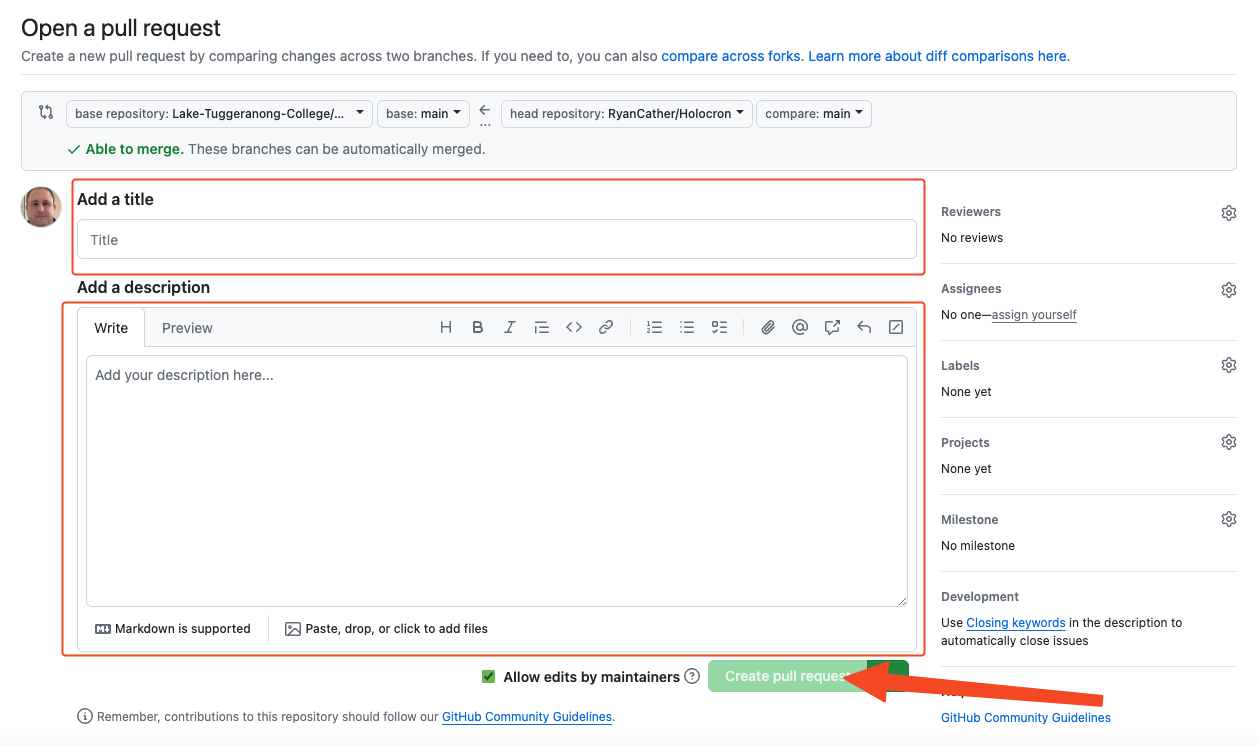 Open a pull request
Create a new pull request by comparing changes across two branches. If you need to, you can also compare across forks. Learn more about diff comparisons here.
base repository: Lake-Tuggeranong-College/... base: main ← ... head repository: RyanCather/Holocron compare: main
Able to merge. These branches can be automatically merged.
Add a title
Title
Add a description
Write Preview
Add your description here...
Markdown is supported
Paste, drop, or click to add files
Allow edits by maintainers
Create pull request
Remember, contributions to this repository should follow our GitHub Community Guidelines.
Reviewers
No reviews
Assignees
No one—assign yourself
Labels
None yet
Projects
None yet
Milestone
No milestone
Development
Use Closing keywords in the description to
automatically close issues
GitHub Community Guidelines